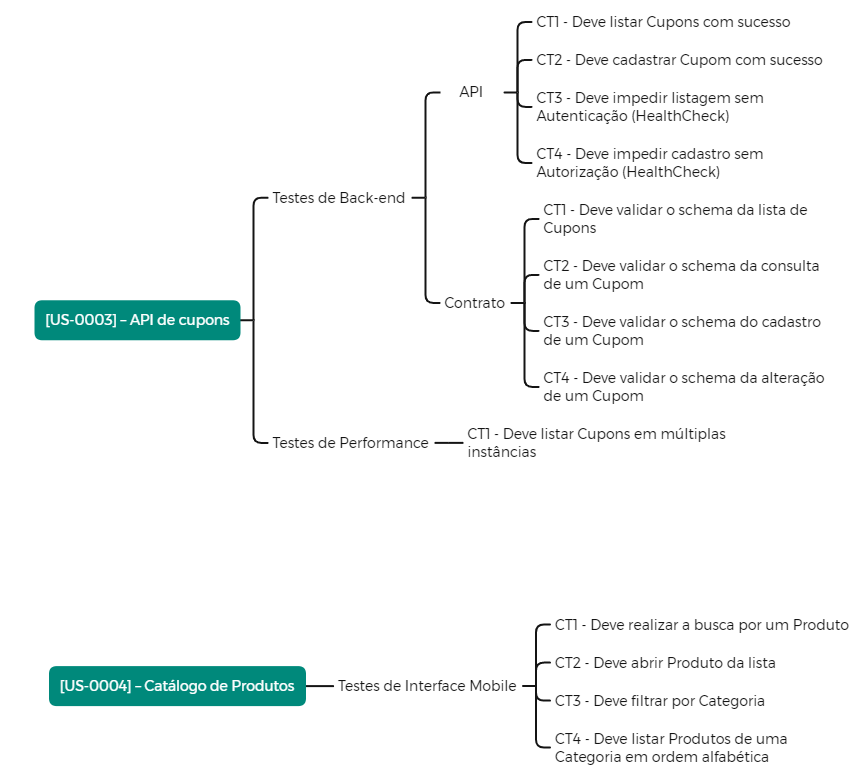 [US-0003] – API de cupons
Testes de Back-end
API
CT1 - Deve listar Cupons com sucesso
CT2 - Deve cadastrar Cupom com sucesso
CT3 - Deve impedir listagem sem
Autenticação (HealthCheck)
CT4 - Deve impedir cadastro sem
Autorização (HealthCheck)
Contrato
CT1 - Deve validar o schema da lista de
Cupons
CT2 - Deve validar o schema da consulta
de um Cupom
CT3 - Deve validar o schema do cadastro
de um Cupom
CT4 - Deve validar o schema da alteração
de um Cupom
Testes de Performance
CT1 - Deve listar Cupons em múltiplas
instâncias
[US-0004] – Catálogo de Produtos
Testes de Interface Mobile
CT1 - Deve realizar a busca por um Produto
CT2 - Deve abrir Produto da lista
CT3 - Deve filtrar por Categoria
CT4 - Deve listar Produtos de uma
Categoria em ordem alfabética